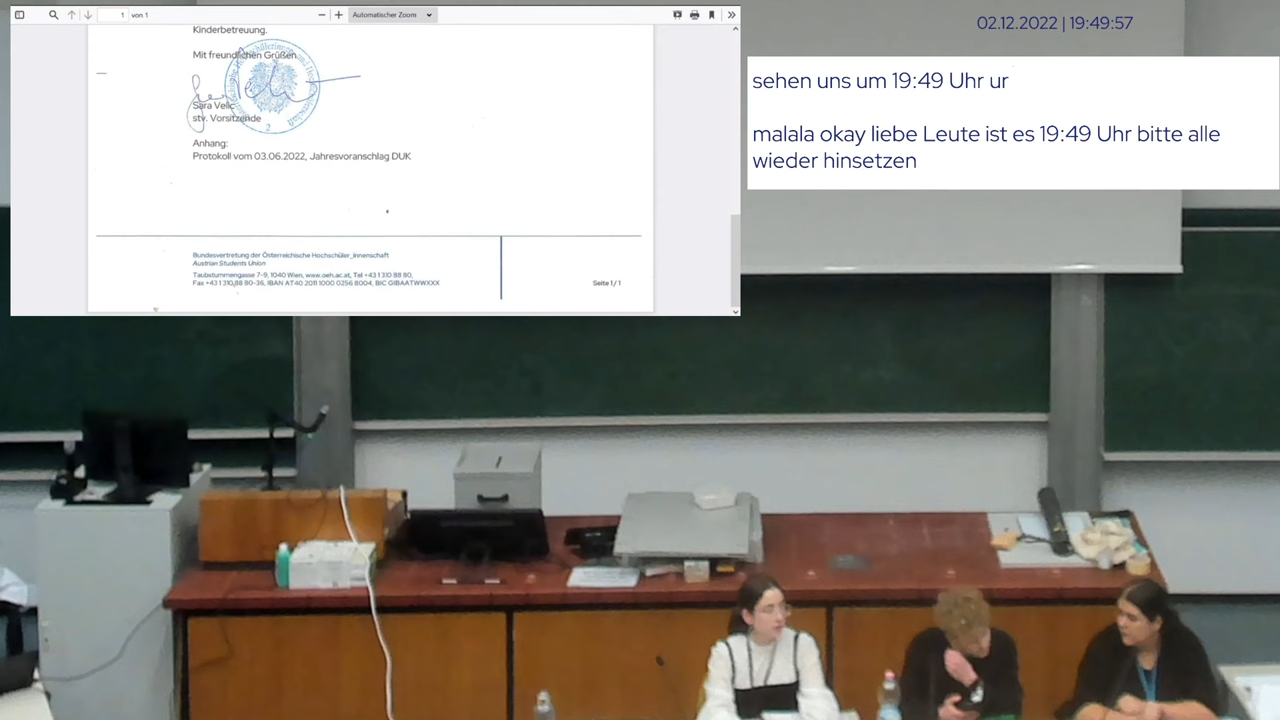 1
von 1
Automatischer Zoom
02.12.2022 | 19:49:57
Kinderbetreuung.
Mit freundlichen Grüßen
Sara Velic
stv. Vorsitzende
Anhang:
Protokoll vom 03.06.2022, Jahresvoranschlag DUK
Bundesvertretung der Österreichische Hochschüler_innenschaft
Austrian Students Union
Taubstummengasse 7-9, 1040 Wien, www.oeh.ac.at, Tel +43 1 310 88 80,
Fax +43 1 310 88 80-36, IBAN AT40 2011 1000 0256 8004, BIC GIBAATWWXXX
Seite 1/1
sehen uns um 19:49 Uhr ur
malala okay liebe Leute ist es 19:49 Uhr bitte alle
wieder hinsetzen